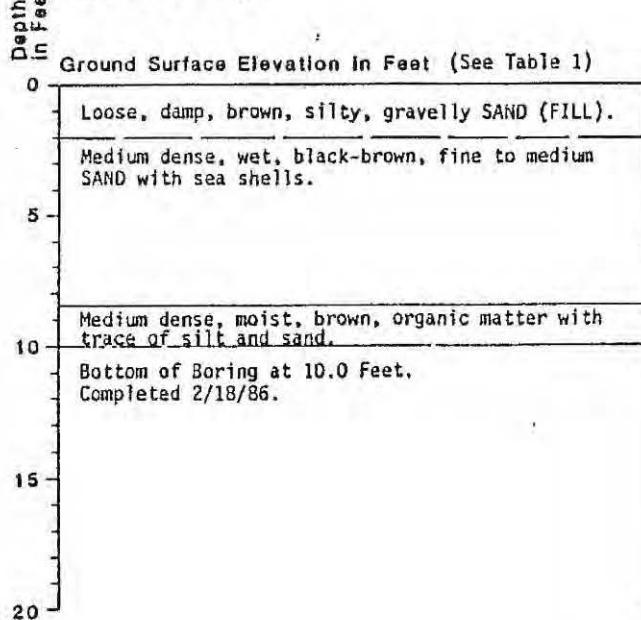 Depth
in Feet
Ground Surface Elevation in Feet (See Table 1)
0
Loose, damp, brown, silty, gravelly SAND (FILL).
Medium dense, wet, black-brown, fine to medium
SAND with sea shells.
5
Medium dense, moist, brown, organic matter with
trace of silt and sand.
10
Bottom of Boring at 10.0 Feet.
Completed 2/18/86.
15
20